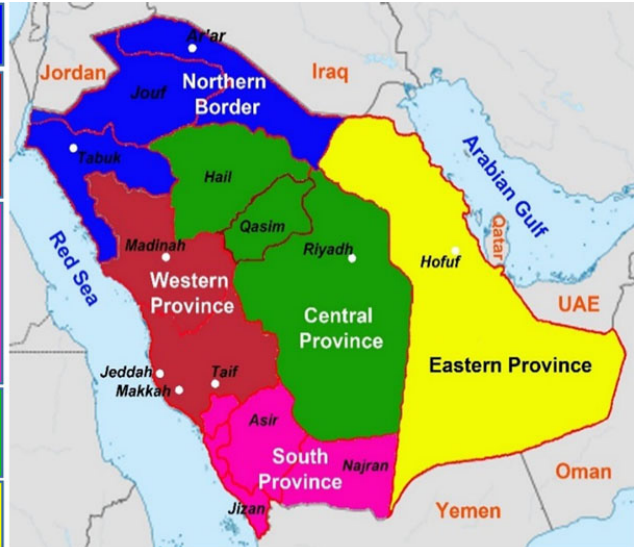 Ar'ar
Jordan
Iraq
Jouf
Northern
Border
Tabuk
Hail
Arabian Gulf
Qasim
Madinah
Riyadh
Hofuf
Qatar
Red Sea
Western
Province
UAE
Central
Province
Jeddah
Taif
Makkah
Eastern Province
Asir
South
Province
Najran
Oman
Jizan
Yemen